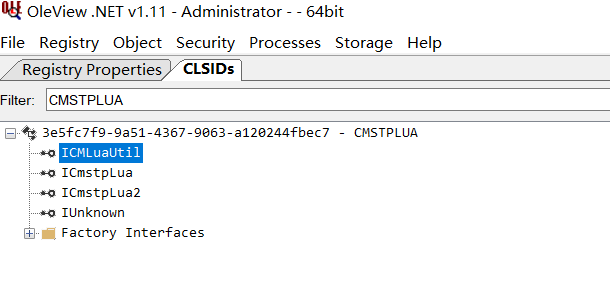 OleView .NET v1.11 - Administrator - - 64bit
File Registry Object Security Processes Storage Help
Registry Properties CLSIDs
Filter: CMSTPLUA
3e5fc7f9-9a51-4367-9063-a120244fbec7 - CMSTPLUA
ICMLuaUtil
ICmstpLua
ICmstpLua2
IUnknown
Factory Interfaces